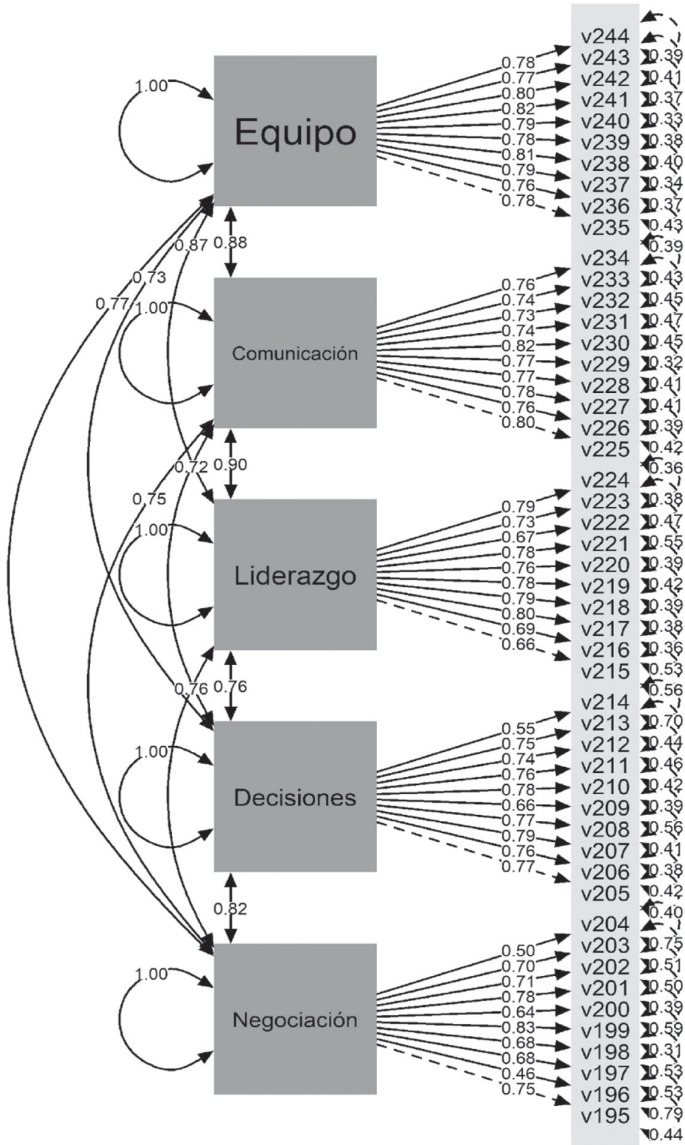 1.00
Equipo
0.87 0.88
0.73
0.77
1.00
Comunicación
0.72 0.90
0.75
1.00
Liderazgo
0.76 0.76
1.00
Decisiones
0.82
1.00
Negociación
0.78
0.77
0.80
0.82
0.79
0.78
0.81
0.79
0.76
0.78
0.76
0.74
0.73
0.74
0.82
0.77
0.77
0.78
0.76
0.80
0.79
0.73
0.67
0.78
0.76
0.78
0.79
0.80
0.69
0.66
0.55
0.75
0.74
0.76
0.78
0.66
0.77
0.79
0.76
0.77
0.50
0.70
0.71
0.78
0.64
0.83
0.68
0.68
0.46
0.75
v244
v243
v242
v241
v240
v239
v238
v237
v236
v235
v234
v233
v232
v231
v230
v229
v228
v227
v226
v225
v224
v223
v222
v221
v220
v219
v218
v217
v216
v215
v214
v213
v212
v211
v210
v209
v208
v207
v206
v205
v204
v203
v202
v201
v200
v199
v198
v197
v196
v195
0.39
0.41
0.37
0.33
0.38
0.40
0.34
0.37
0.43
0.39
0.43
0.45
0.47
0.45
0.32
0.41
0.41
0.39
0.42
0.36
0.38
0.47
0.55
0.39
0.42
0.39
0.38
0.36
0.53
0.56
0.70
0.44
0.46
0.42
0.39
0.56
0.41
0.38
0.42
0.40
0.75
0.51
0.50
0.39
0.59
0.31
0.53
0.53
0.79
0.44